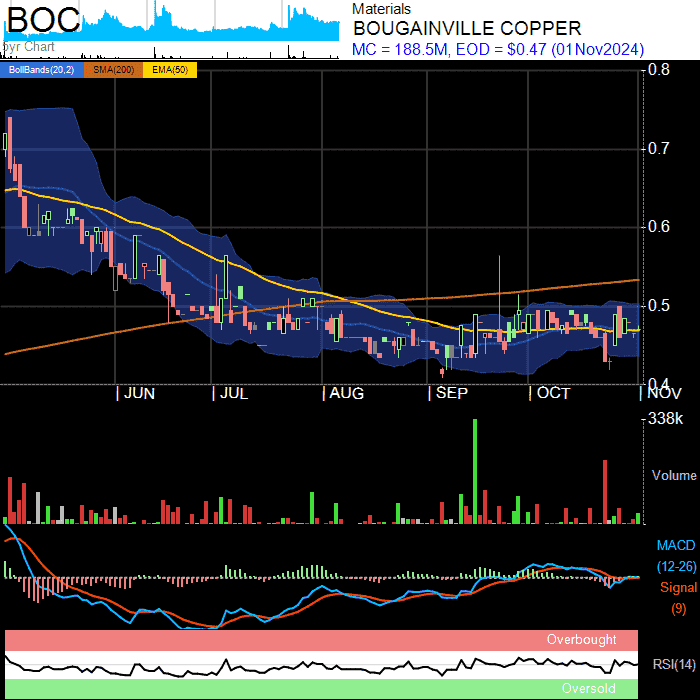 BOC
5yr Chart
Materials
BOUGAINVILLE COPPER
MC = 188.5M, EOD = $0.47 (01Nov2024)
BollBands(20,2) SMA(200) EMA(50)
0.8
0.7
0.6
0.5
0.4
JUN JUL AUG SEP OCT NOV
338k
Volume
MACD
(12-26)
Signal
(9)
Overbought
RSI(14)
Oversold